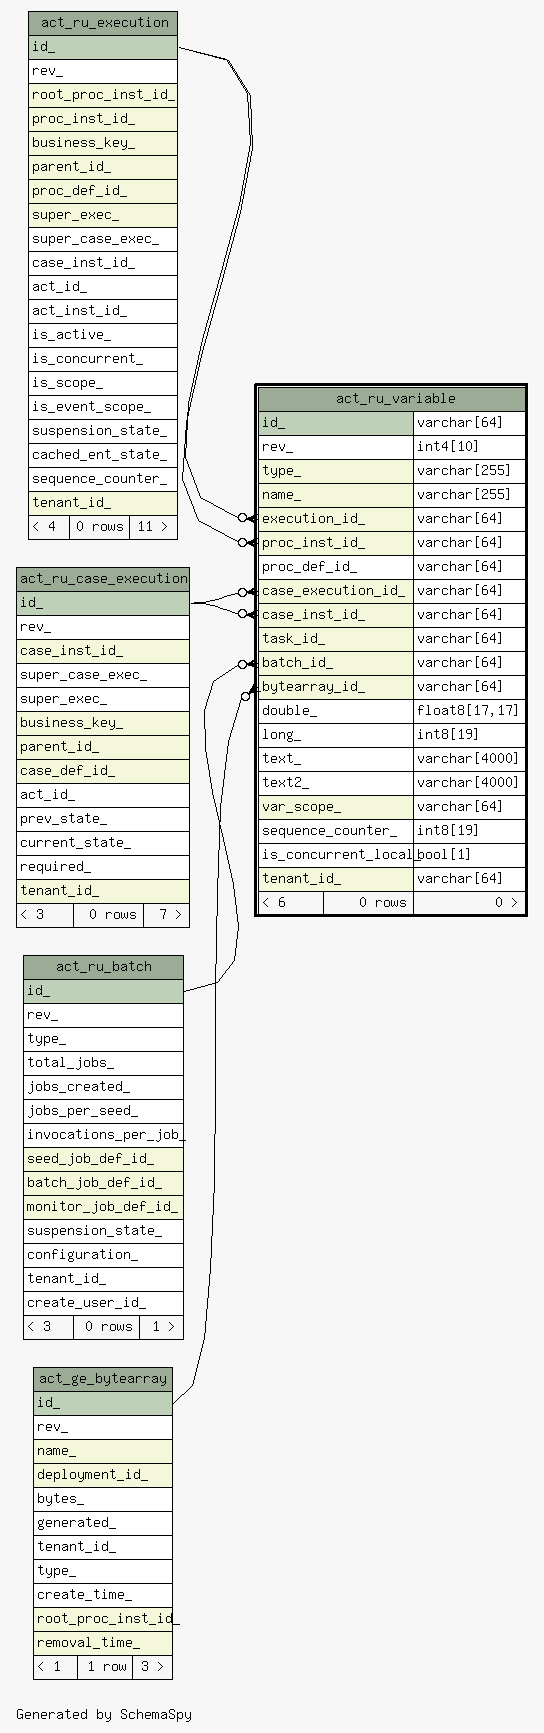 act_ru_execution
id_
rev_
root_proc_inst_id_
proc_inst_id_
business_key_
parent_id_
proc_def_id_
super_exec_
super_case_exec_
case_inst_id_
act_id_
act_inst_id_
is_active_
is_concurrent_
is_scope_
is_event_scope_
suspension_state_
cached_ent_state_
sequence_counter_
tenant_id_
< 4 0 rows 11 >
act_ru_variable
id_ varchar[64]
rev_ int4[10]
type_ varchar[255]
name_ varchar[255]
execution_id_ varchar[64]
proc_inst_id_ varchar[64]
proc_def_id_ varchar[64]
case_execution_id_ varchar[64]
case_inst_id_ varchar[64]
task_id_ varchar[64]
batch_id_ varchar[64]
bytearray_id_ varchar[64]
double_ float8[17,17]
long_ int8[19]
text_ varchar[4000]
text2_ varchar[4000]
var_scope_ varchar[64]
sequence_counter_ int8[19]
is_concurrent_local_ bool[1]
tenant_id_ varchar[64]
< 6 0 rows 0 >
act_ru_case_execution
id_
rev_
case_inst_id_
super_case_exec_
super_exec_
business_key_
parent_id_
case_def_id_
act_id_
prev_state_
current_state_
required_
tenant_id_
< 3 0 rows 7 >
act_ru_batch
id_
rev_
type_
total_jobs_
jobs_created_
jobs_per_seed_
invocations_per_job_
seed_job_def_id_
batch_job_def_id_
monitor_job_def_id_
suspension_state_
configuration_
tenant_id_
create_user_id_
< 3 0 rows 1 >
act_ge_bytearray
id_
rev_
name_
deployment_id_
bytes_
generated_
tenant_id_
type_
create_time_
root_proc_inst_id_
removal_time_
< 1 1 row 3 >
Generated by SchemaSpy